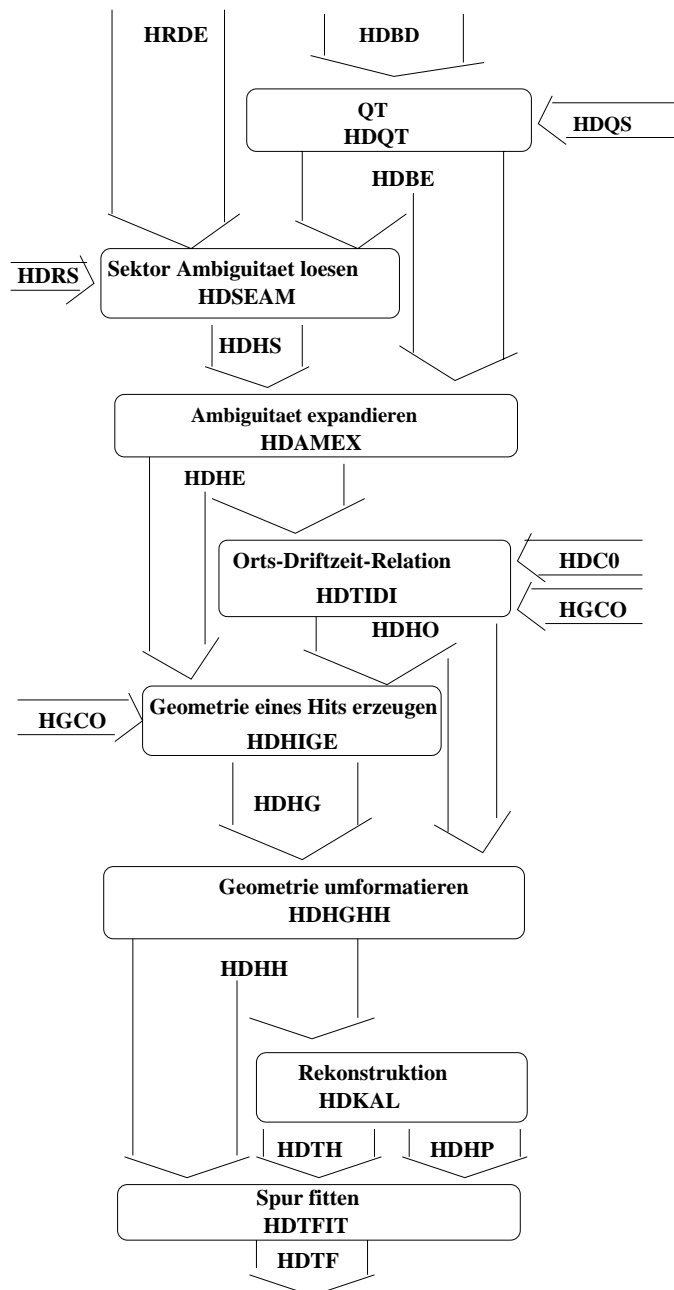 HRDE
HDBD
QT
HDQT
HDQS
HDBE
Sektor Ambiguitaet loesen
HDSEAM
HDRS
HDHS
Ambiguitaet expandieren
HDAMEX
HDHE
Orts-Driftzeit-Relation
HDTIDI
HDC0
HGCO
HDHO
Geometrie eines Hits erzeugen
HDHIGE
HGCO
HDHG
Geometrie umformatieren
HDHGHH
HDHH
Rekonstruktion
HDKAL
HDTH
HDHP
Spur fitten
HDTFIT
HDTF